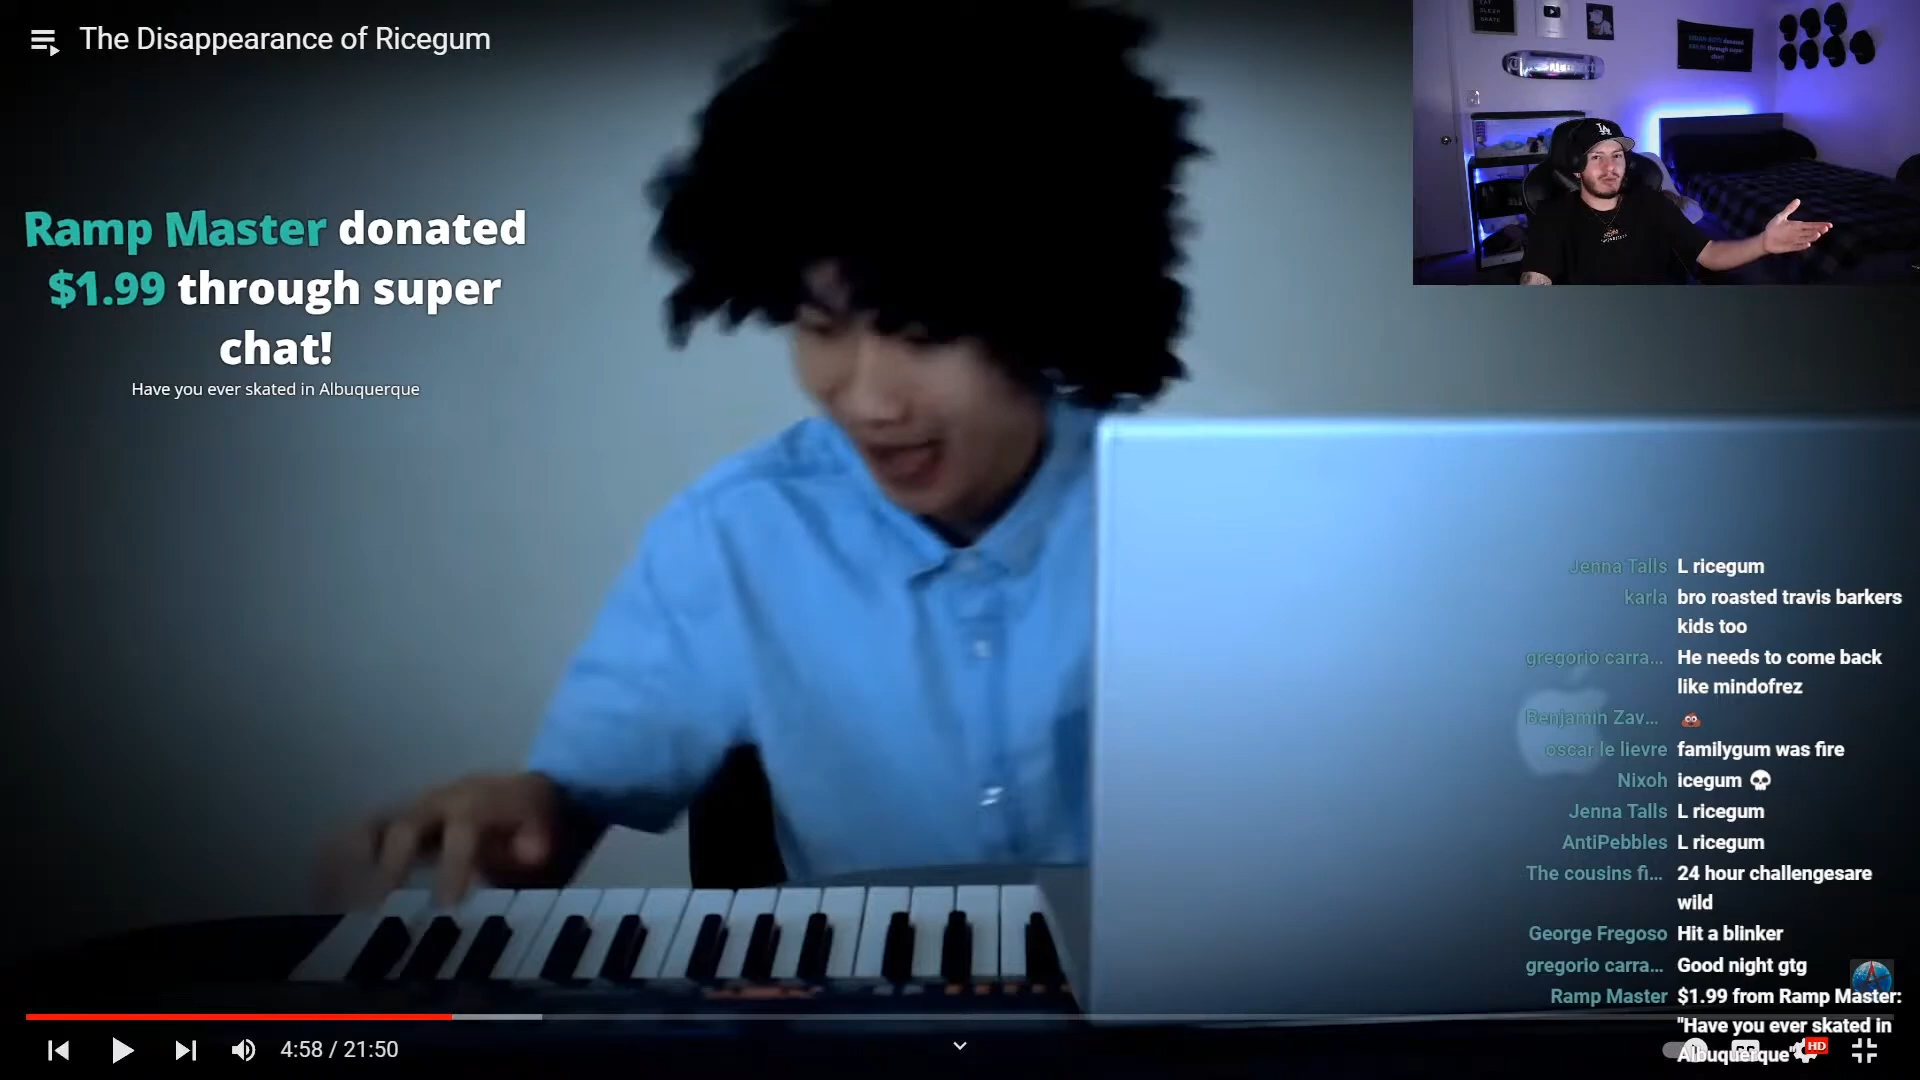 The Disappearance of Ricegum
Ramp Master donated
$1.99 through super
chat!
Have you ever skated in Albuquerque
LA
Jenna Talls L ricegum
karla bro roasted travis barkers
kids too
gregorio carra... He needs to come back
like mindofrez
Benjamin Zav... 💩
oscar le lievre familygum was fire
Nixoh icegum 💀
Jenna Talls L ricegum
AntiPebbles L ricegum
The cousins fi... 24 hour challengesare
wild
George Fregoso Hit a blinker
gregorio carra... Good night gtg
Ramp Master $1.99 from Ramp Master:
"Have you ever skated in
Albuquerque"
4:58 / 21:50
HD